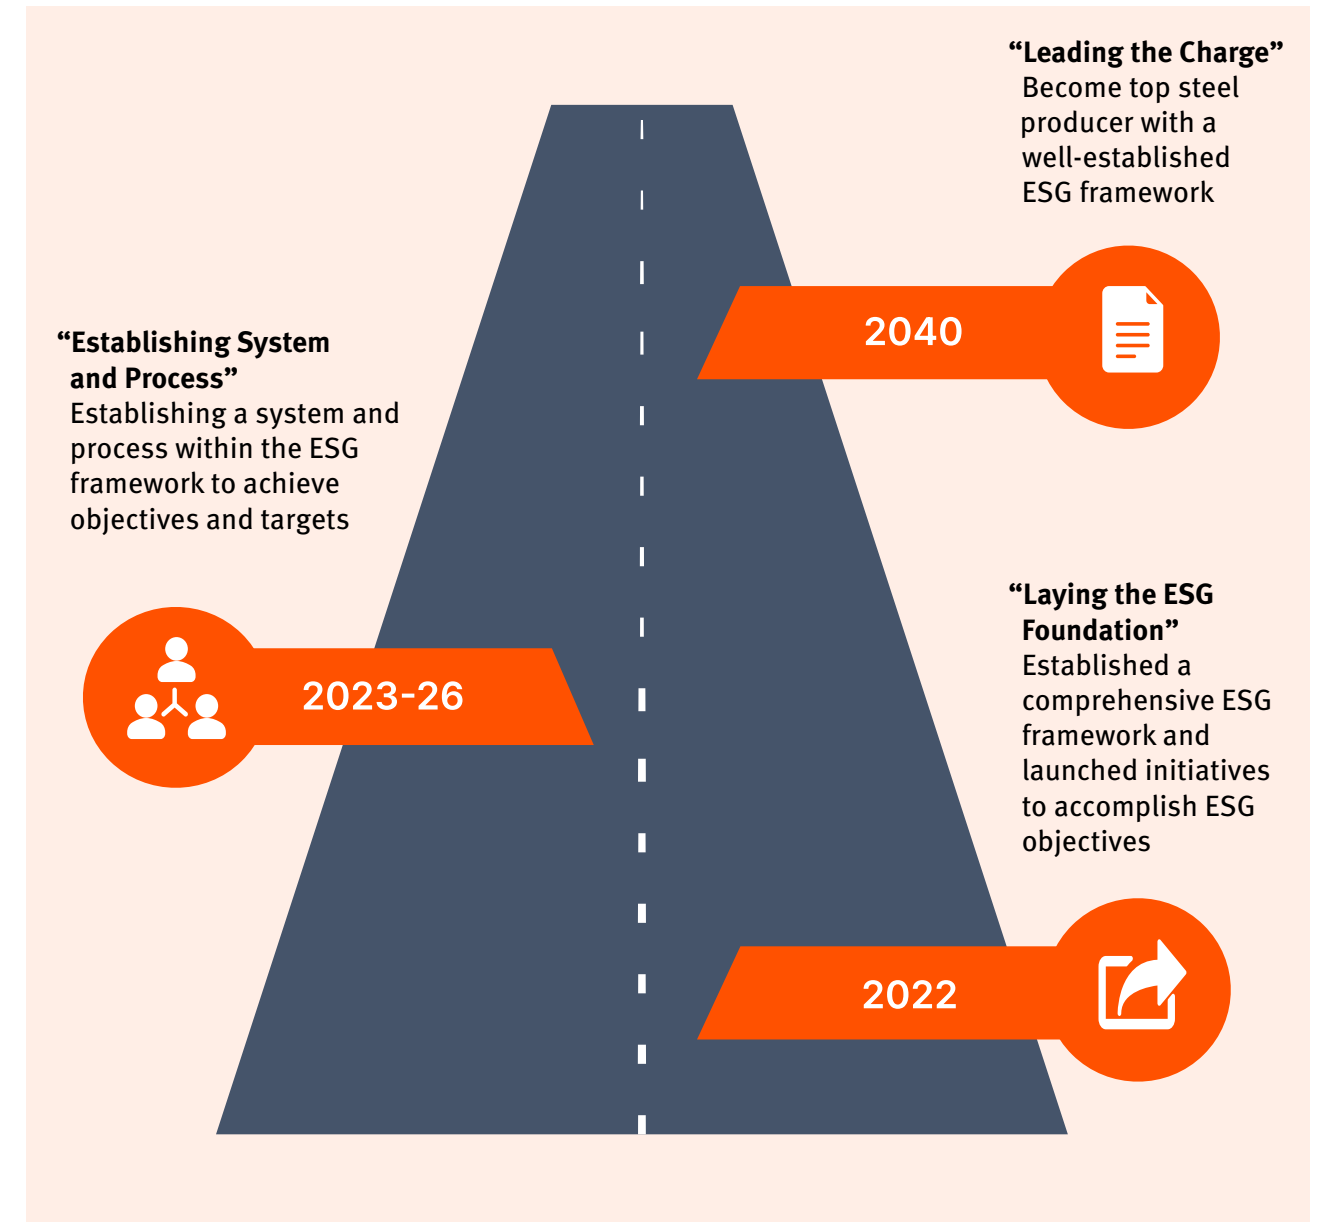 “Leading the Charge”
Become top steel
producer with a
well-established
ESG framework
2040
“Establishing System
and Process”
Establishing a system and
process within the ESG
framework to achieve
objectives and targets
2023-26
“Laying the ESG
Foundation”
Established a
comprehensive ESG
framework and
launched initiatives
to accomplish ESG
objectives
2022